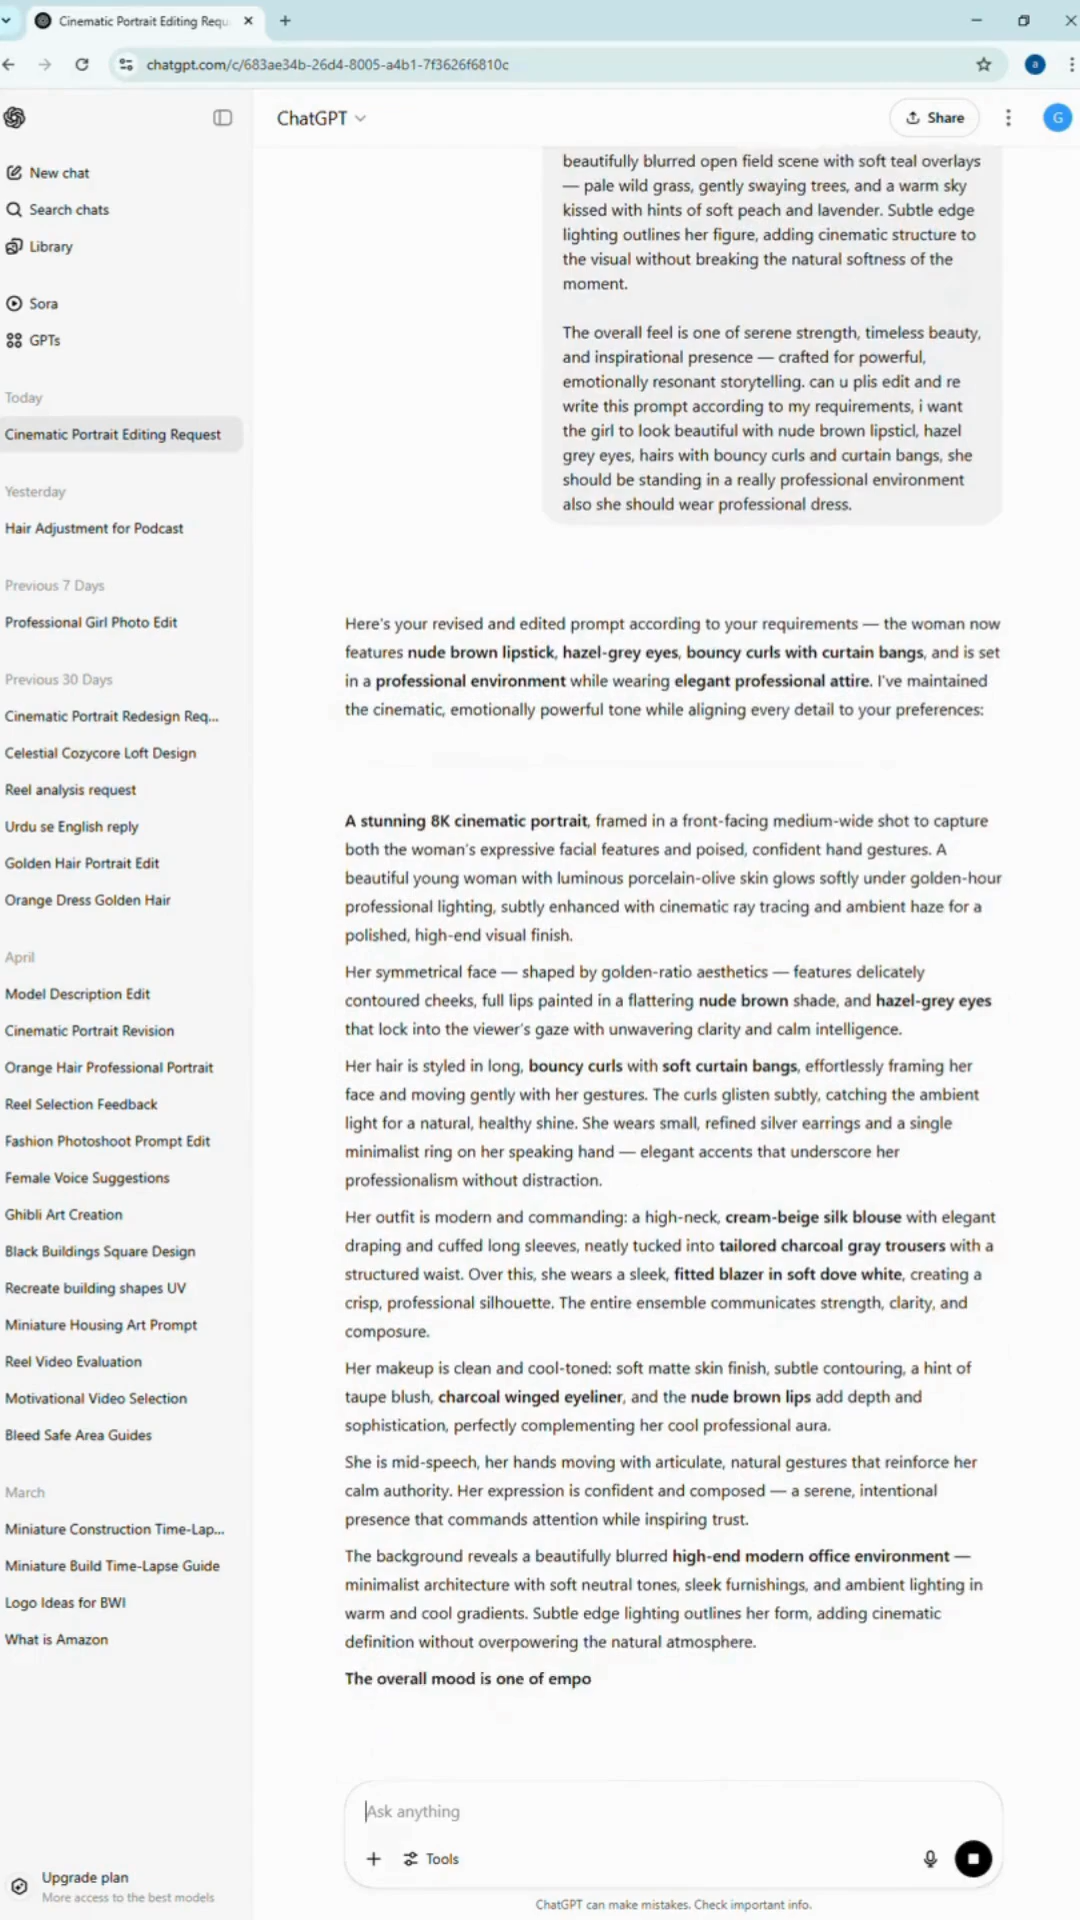 Cinematic Portrait Editing Requ
chatgpt.com/c/683ae34b-26d4-8005-a4b1-7f3626f6810c
a
ChatGPT
Share
G
New chat
Search chats
Library
Sora
GPTs
Today
Cinematic Portrait Editing Request
Yesterday
Hair Adjustment for Podcast
Previous 7 Days
Professional Girl Photo Edit
Previous 30 Days
Cinematic Portrait Redesign Req...
Celestial Cozycore Loft Design
Reel analysis request
Urdu se English reply
Golden Hair Portrait Edit
Orange Dress Golden Hair
April
Model Description Edit
Cinematic Portrait Revision
Orange Hair Professional Portrait
Reel Selection Feedback
Fashion Photoshoot Prompt Edit
Female Voice Suggestions
Ghibli Art Creation
Black Buildings Square Design
Recreate building shapes UV
Miniature Housing Art Prompt
Reel Video Evaluation
Motivational Video Selection
Bleed Safe Area Guides
March
Miniature Construction Time-Lap...
Miniature Build Time-Lapse Guide
Logo Ideas for BWI
What is Amazon
Upgrade plan
More access to the best models
beautifully blurred open field scene with soft teal overlays
— pale wild grass, gently swaying trees, and a warm sky
kissed with hints of soft peach and lavender. Subtle edge
lighting outlines her figure, adding cinematic structure to
the visual without breaking the natural softness of the
moment.
The overall feel is one of serene strength, timeless beauty,
and inspirational presence — crafted for powerful,
emotionally resonant storytelling. can u plis edit and re
write this prompt according to my requirements, i want
the girl to look beautiful with nude brown lipsticl, hazel
grey eyes, hairs with bouncy curls and curtain bangs, she
should be standing in a really professional environment
also she should wear professional dress.
Here's your revised and edited prompt according to your requirements — the woman now
features nude brown lipstick, hazel-grey eyes, bouncy curls with curtain bangs, and is set
in a professional environment while wearing elegant professional attire. I've maintained
the cinematic, emotionally powerful tone while aligning every detail to your preferences:
A stunning 8K cinematic portrait, framed in a front-facing medium-wide shot to capture
both the woman's expressive facial features and poised, confident hand gestures. A
beautiful young woman with luminous porcelain-olive skin glows softly under golden-hour
professional lighting, subtly enhanced with cinematic ray tracing and ambient haze for a
polished, high-end visual finish.
Her symmetrical face — shaped by golden-ratio aesthetics — features delicately
contoured cheeks, full lips painted in a flattering nude brown shade, and hazel-grey eyes
that lock into the viewer's gaze with unwavering clarity and calm intelligence.
Her hair is styled in long, bouncy curls with soft curtain bangs, effortlessly framing her
face and moving gently with her gestures. The curls glisten subtly, catching the ambient
light for a natural, healthy shine. She wears small, refined silver earrings and a single
minimalist ring on her speaking hand — elegant accents that underscore her
professionalism without distraction.
Her outfit is modern and commanding: a high-neck, cream-beige silk blouse with elegant
draping and cuffed long sleeves, neatly tucked into tailored charcoal gray trousers with a
structured waist. Over this, she wears a sleek, fitted blazer in soft dove white, creating a
crisp, professional silhouette. The entire ensemble communicates strength, clarity, and
composure.
Her makeup is clean and cool-toned: soft matte skin finish, subtle contouring, a hint of
taupe blush, charcoal winged eyeliner, and the nude brown lips add depth and
sophistication, perfectly complementing her cool professional aura.
She is mid-speech, her hands moving with articulate, natural gestures that reinforce her
calm authority. Her expression is confident and composed — a serene, intentional
presence that commands attention while inspiring trust.
The background reveals a beautifully blurred high-end modern office environment —
minimalist architecture with soft neutral tones, sleek furnishings, and ambient lighting in
warm and cool gradients. Subtle edge lighting outlines her form, adding cinematic
definition without overpowering the natural atmosphere.
The overall mood is one of empo
Ask anything
Tools
ChatGPT can make mistakes. Check important info.